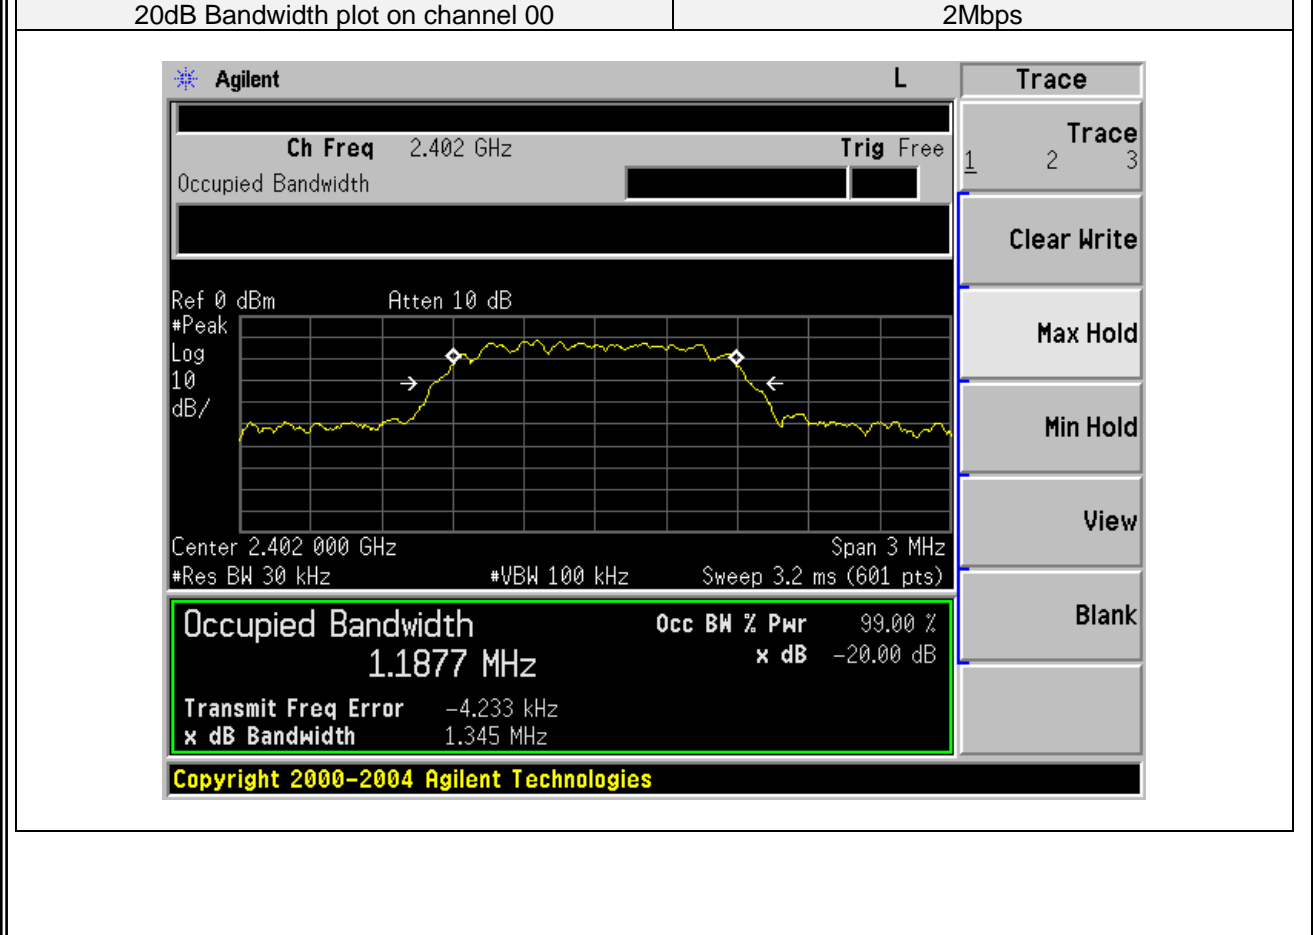 20dB Bandwidth plot on channel 00 2Mbps
Agilent L Trace
Ch Freq 2.402 GHz Trig Free
Occupied Bandwidth
Trace
1 2 3
Clear Write
Max Hold
Min Hold
View
Blank
Ref 0 dBm Atten 10 dB
#Peak
Log
10
dB/
Center 2.402 000 GHz Span 3 MHz
#Res BW 30 kHz #VBW 100 kHz Sweep 3.2 ms (601 pts)
Occupied Bandwidth Occ BW % Pwr 99.00 %
1.1877 MHz x dB -20.00 dB
Transmit Freq Error -4.233 kHz
x dB Bandwidth 1.345 MHz
Copyright 2000-2004 Agilent Technologies